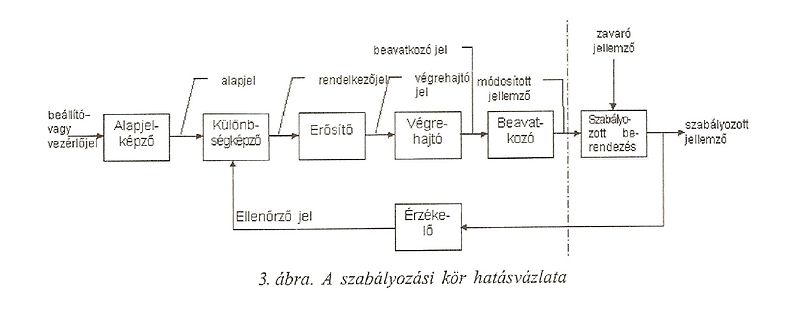 zavaró
jellemző
beavatkozó jel
alapjel
rendelkezőjel
végrehajtó
jel
módosított
jellemző
beállító-
vagy
vezérlőjel
Alapjel-
képző
Különb-
ségképző
Erősítő
Végre-
hajtó
Beavat-
kozó
Szabályo-
zott be-
rendezés
szabályozott
jellemző
Ellenőrző jel
Érzéke-
lő
3. ábra. A szabályozási kör hatásvázlata